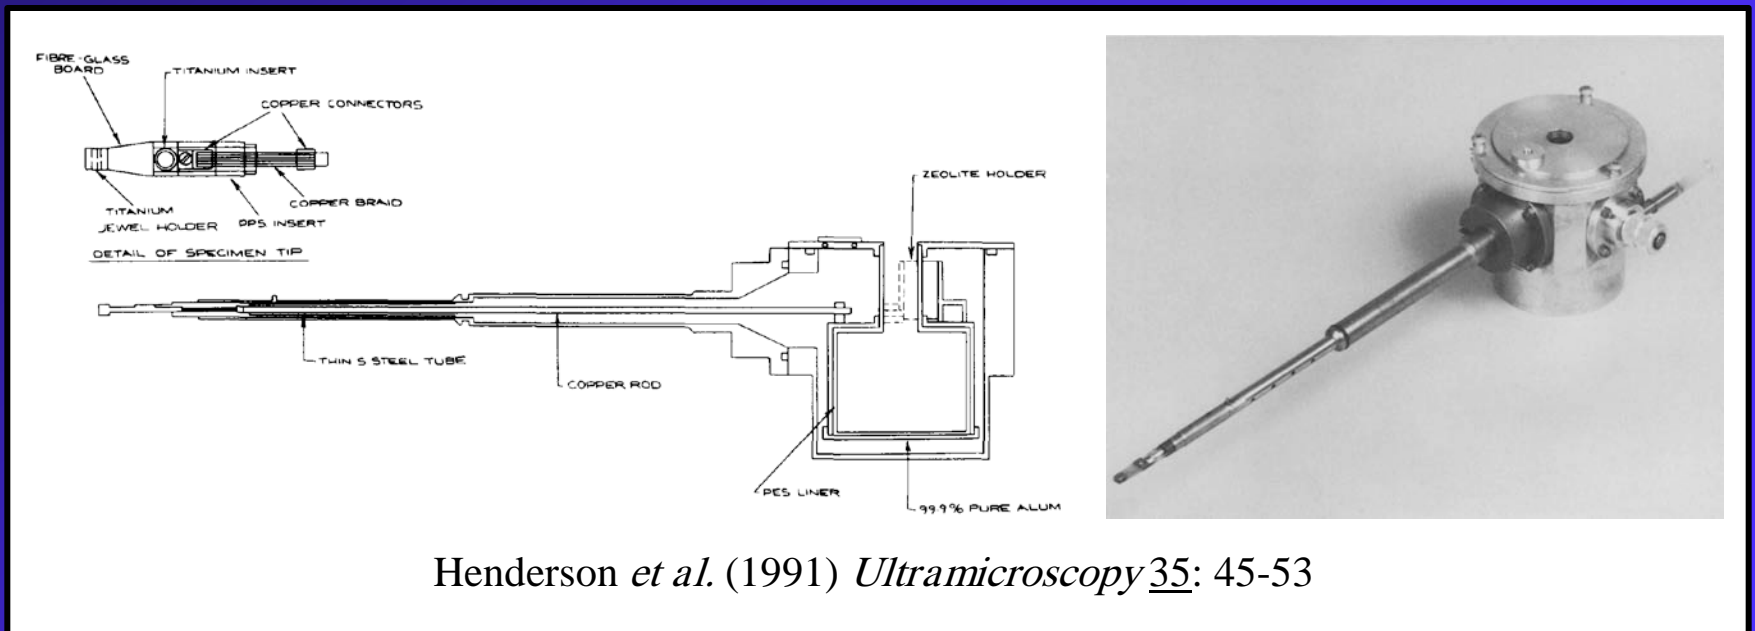 FIBRE-GLASS
BOARD
TITANIUM INSERT
COPPER CONNECTORS
COPPER BRAID
TITANIUM
JEWEL HOLDER
PPS INSERT
DETAIL OF SPECIMEN TIP
ZEOLITE HOLDER
THIN S STEEL TUBE
COPPER ROD
PES LINER
99.9% PURE ALUM
Henderson et al. (1991) Ultramicroscopy 35: 45-53